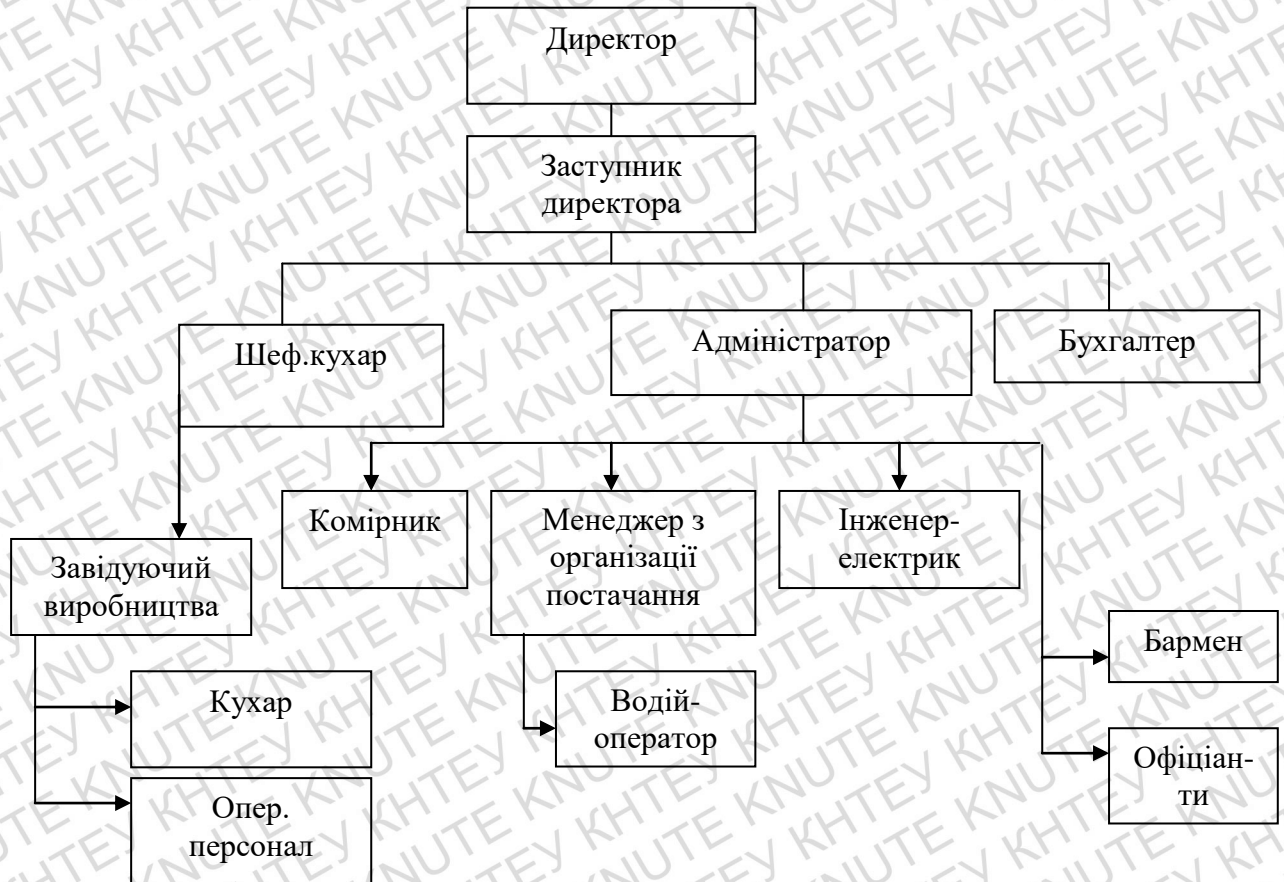 Директор
Заступник
директора
Шеф.кухар
Адміністратор
Бухгалтер
Комірник
Менеджер з
організації
постачання
Інженер-
електрик
Завідуючий
виробництва
Бармен
Кухар
Водій-
оператор
Офіціан-
ти
Опер.
персонал